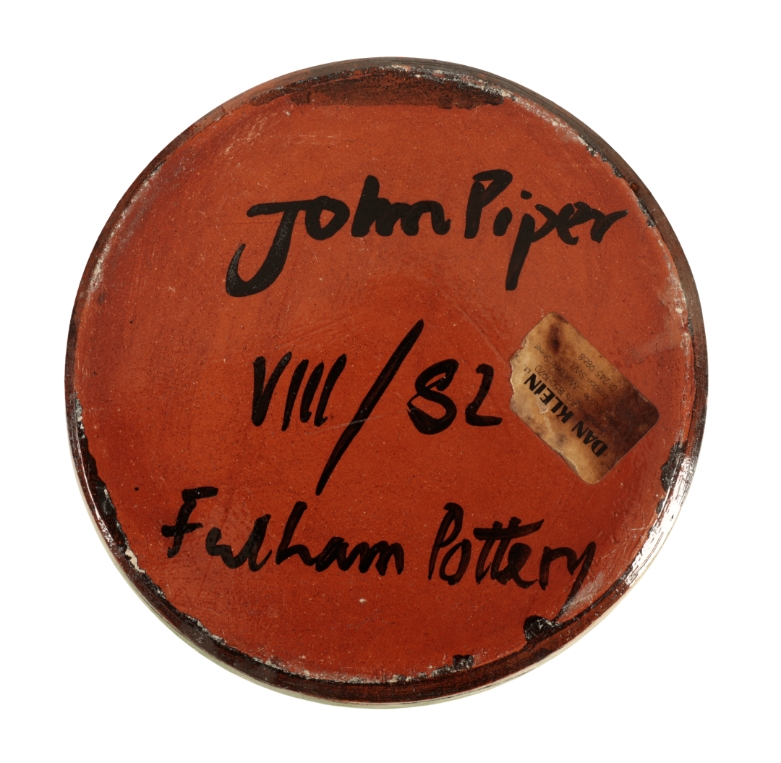 John Piper
VIII/82
Fulham Pottery
DAN KLEIN